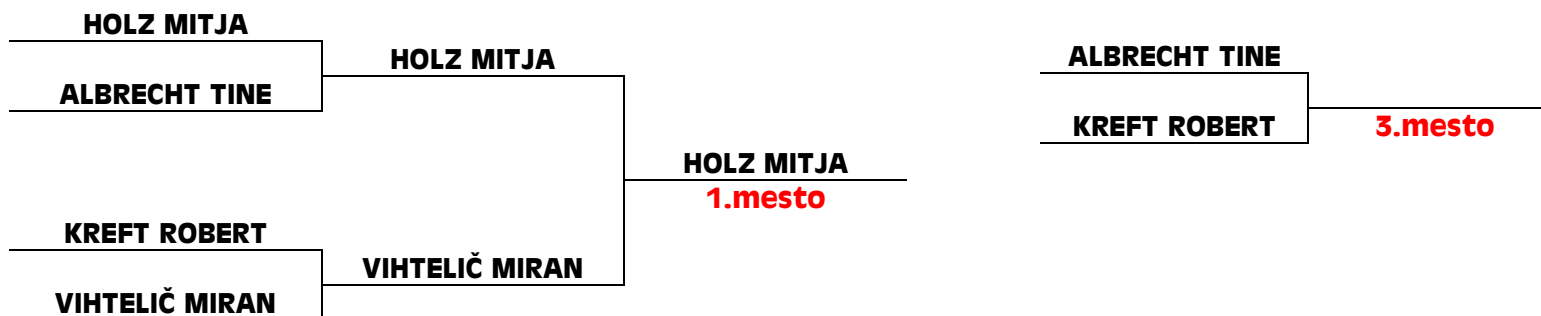 HOLZ MITJA
ALBRECHT TINE
HOLZ MITJA
KREFT ROBERT
VIHTELIČ MIRAN
VIHTELIČ MIRAN
HOLZ MITJA
1.mesto
ALBRECHT TINE
KREFT ROBERT
3.mesto